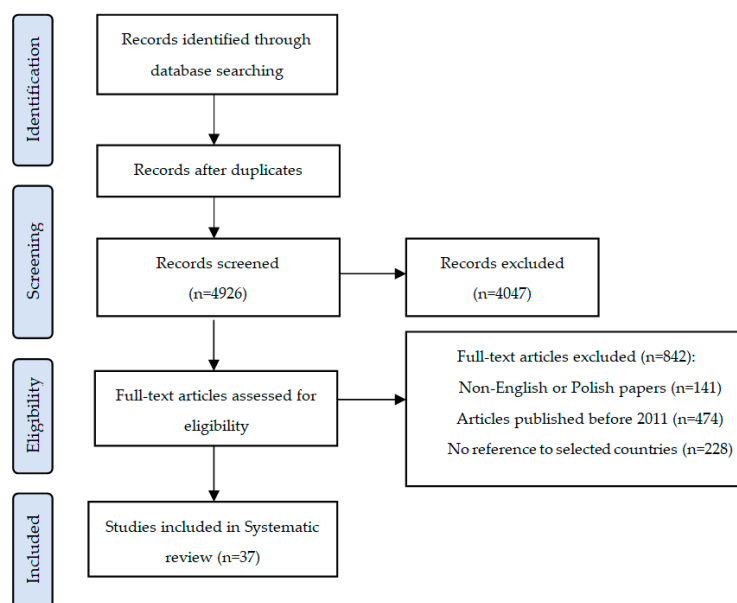 Identification
Records identified through
database searching
Records after duplicates
Screening
Records screened
(n=4926)
Records excluded
(n=4047)
Eligibility
Full-text articles assessed for
eligibility
Full-text articles excluded (n=842):
Non-English or Polish papers (n=141)
Articles published before 2011 (n=474)
No reference to selected countries (n=228)
Included
Studies included in Systematic
review (n=37)